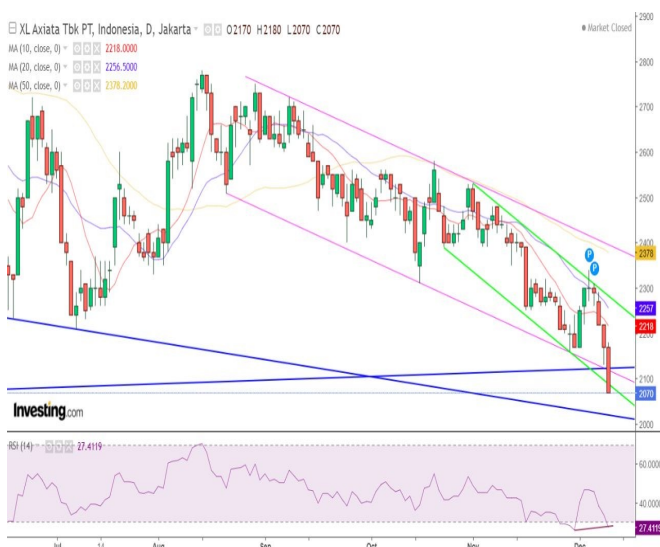 XL Axiata Tbk PT, Indonesia, D, Jakarta O2170 H2180 L2070 C2070
Market Closed
MA (10, close, 0) 2218.0000
MA (20, close, 0) 2256.5000
MA (50, close, 0) 2378.2000
2900
2800
2700
2600
2500
2400
2378
2300
2257
2218
2200
2100
2070
2000
P
P
Investing.com
RSI (14) 27.4119
60.0000
40.0000
27.4119
Jul 14 Aug Sep Oct Nov Dec